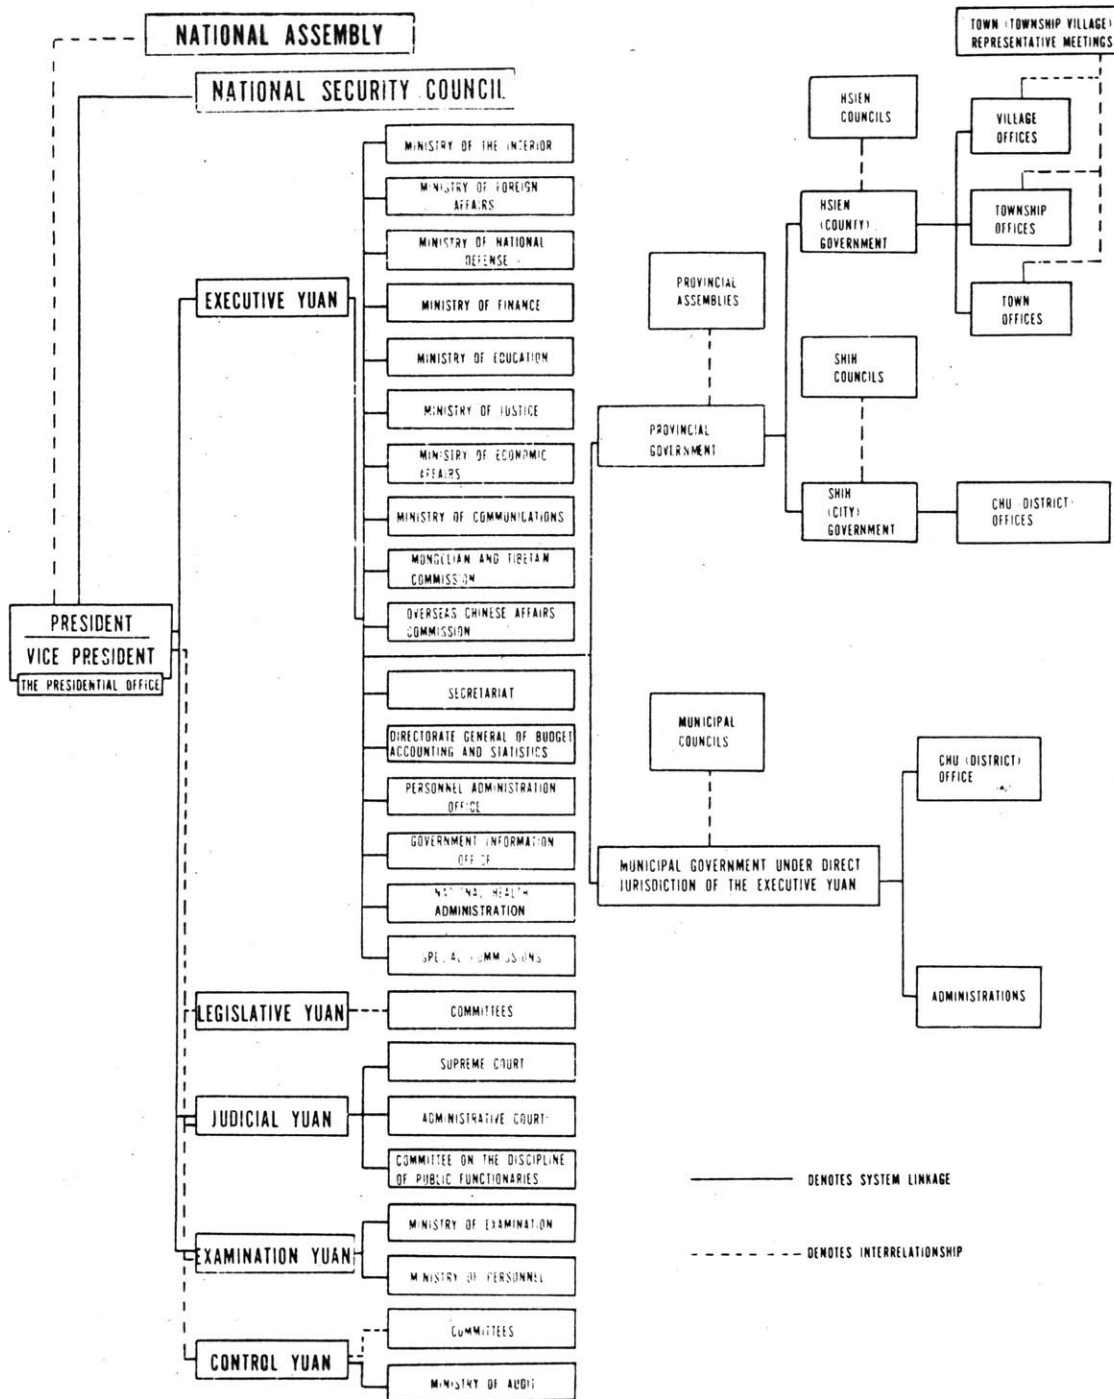 NATIONAL ASSEMBLY
NATIONAL SECURITY COUNCIL
PRESIDENT
VICE PRESIDENT
THE PRESIDENTIAL OFFICE
EXECUTIVE YUAN
MINISTRY OF THE INTERIOR
MINISTRY OF FOREIGN
AFFAIRS
MINISTRY OF NATIONAL
DEFENSE
MINISTRY OF FINANCE
MINISTRY OF EDUCATION
MINISTRY OF JUSTICE
MINISTRY OF ECONOMIC
AFFAIRS
MINISTRY OF COMMUNICATIONS
MONGOLIAN AND TIBETAN
COMMISSION
OVERSEAS CHINESE AFFAIRS
COMMISSION
SECRETARIAT
DIRECTORATE GENERAL OF BUDGET
ACCOUNTING AND STATISTICS
PERSONNEL ADMINISTRATION
OFFICE
GOVERNMENT INFORMATION
OFFICE
NATIONAL HEALTH
ADMINISTRATION
SPECIAL COMMISSIONS
LEGISLATIVE YUAN
COMMITTEES
JUDICIAL YUAN
SUPREME COURT
ADMINISTRATIVE COURT
COMMITTEE ON THE DISCIPLINE
OF PUBLIC FUNCTIONARIES
EXAMINATION YUAN
MINISTRY OF EXAMINATION
MINISTRY OF PERSONNEL
CONTROL YUAN
COMMITTEES
MINISTRY OF AUDIT
PROVINCIAL
ASSEMBLIES
PROVINCIAL
GOVERNMENT
HSIEN
COUNCILS
HSIEN
(COUNTY)
GOVERNMENT
TOWN (TOWNSHIP VILLAGE)
REPRESENTATIVE MEETINGS
VILLAGE
OFFICES
TOWNSHIP
OFFICES
TOWN
OFFICES
SHIH
COUNCILS
SHIH
(CITY)
GOVERNMENT
CHU DISTRICT
OFFICES
MUNICIPAL
COUNCILS
MUNICIPAL GOVERNMENT UNDER DIRECT
JURISDICTION OF THE EXECUTIVE YUAN
CHU (DISTRICT)
OFFICE
ADMINISTRATIONS
DENOTES SYSTEM LINKAGE
DENOTES INTERRELATIONSHIP